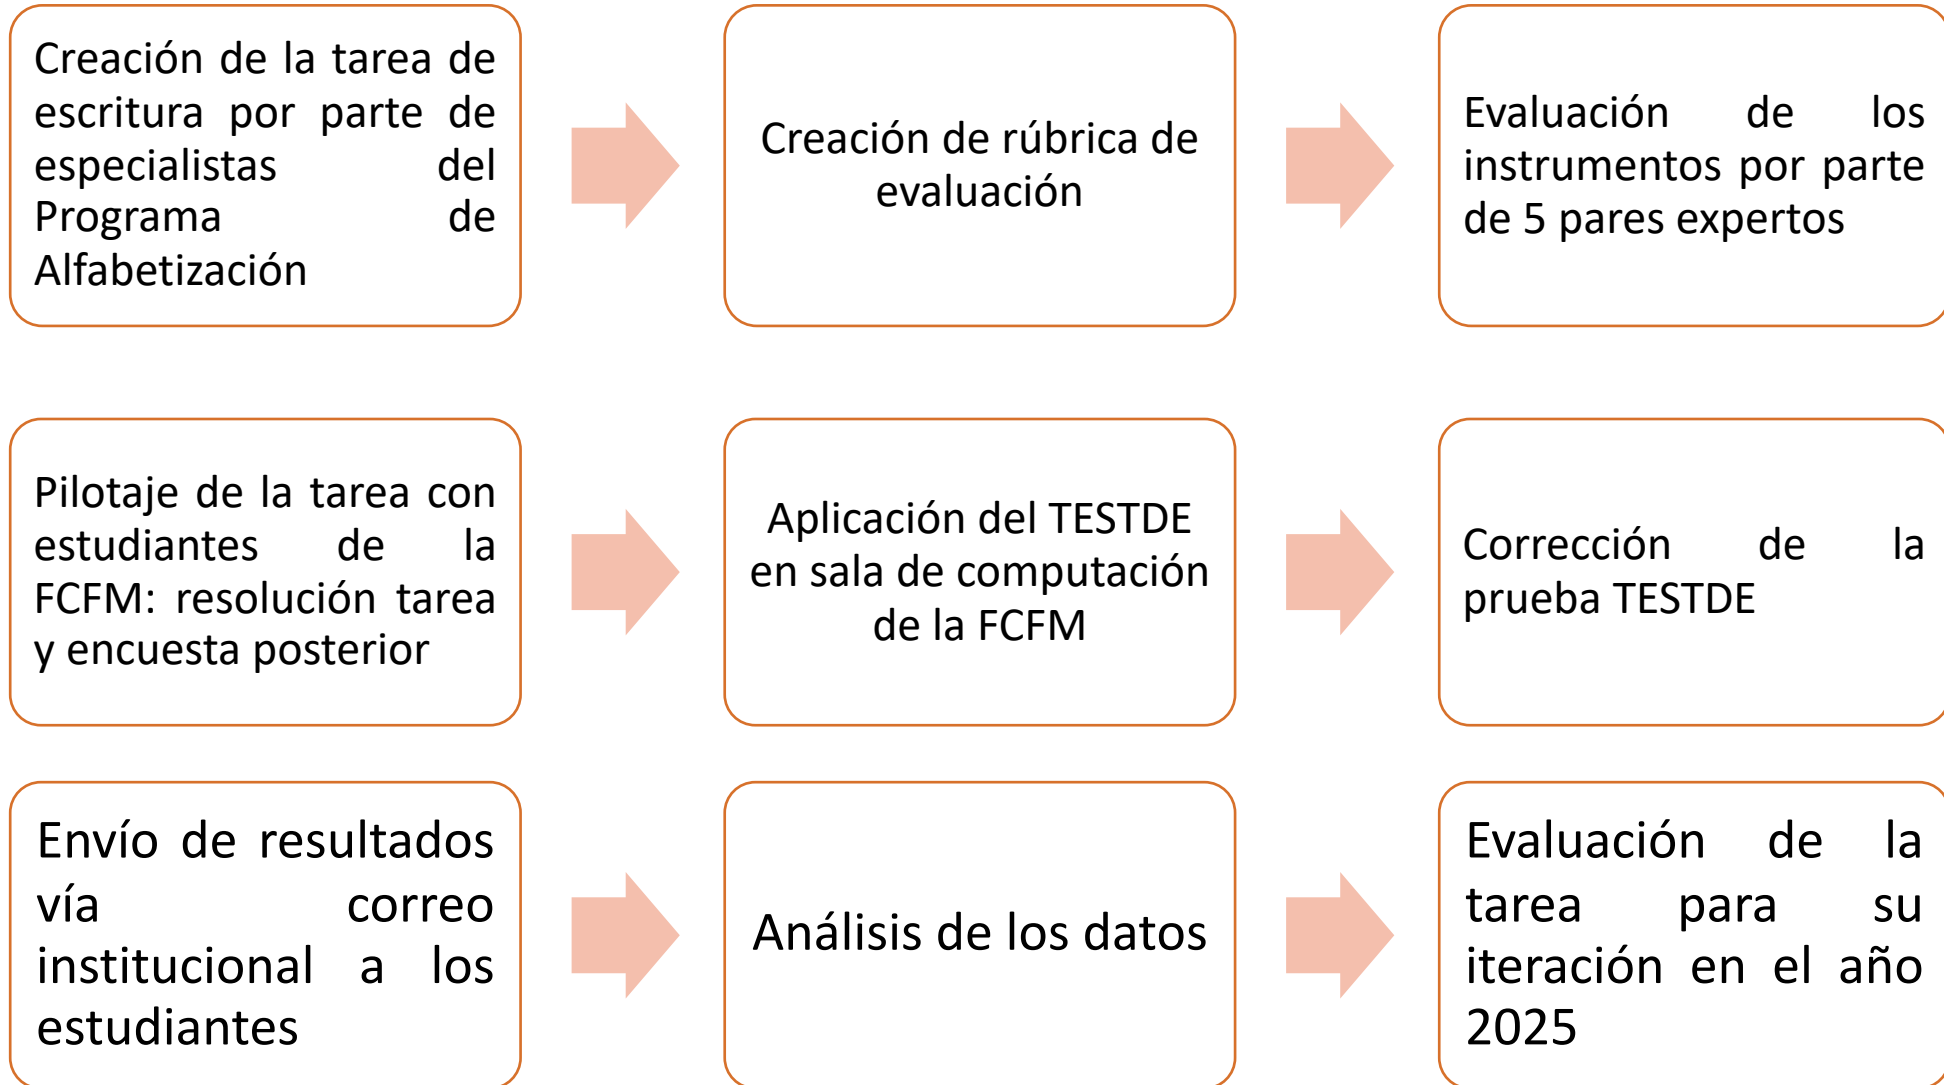 Creación de la tarea de
escritura por parte de
especialistas del
Programa de
Alfabetización
Creación de rúbrica de
evaluación
Evaluación de los
instrumentos por parte
de 5 pares expertos
Pilotaje de la tarea con
estudiantes de la
FCFM: resolución tarea
y encuesta posterior
Aplicación del TESTDE
en sala de computación
de la FCFM
Corrección de la
prueba TESTDE
Envío de resultados
vía correo
institucional a los
estudiantes
Análisis de los datos
Evaluación de la
tarea para su
iteración en el año
2025